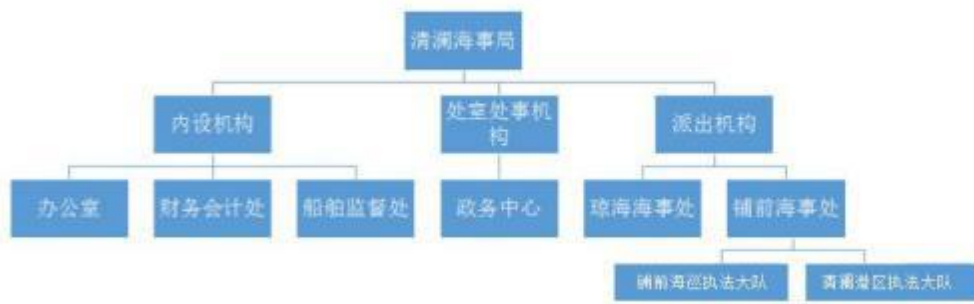 清澜海事局
内设机构
处室处事机
构
派出机构
办公室
财务会计处
船舶监督处
政务中心
琼海海事处
铺前海事处
铺前海巡执法大队
清澜港区执法大队